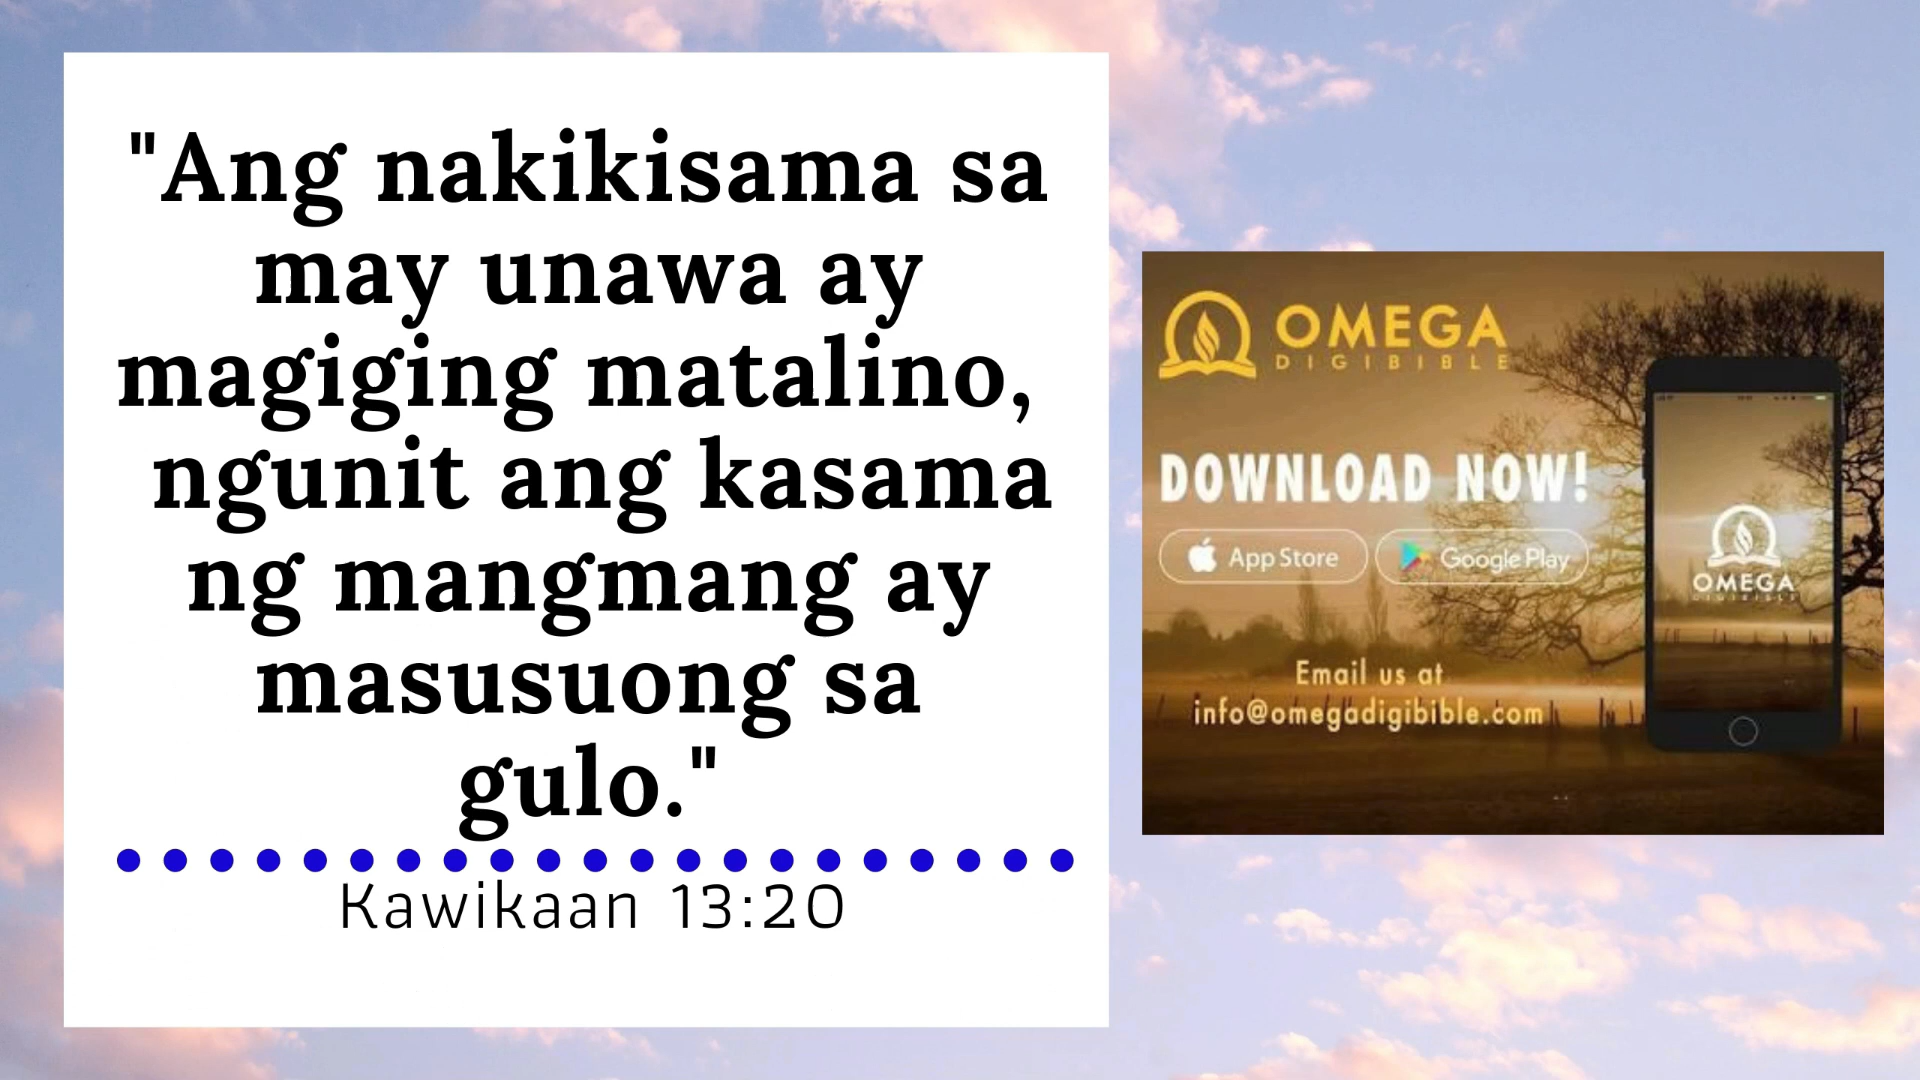 "Ang nakikisama sa
may unawa ay
magiging matalino,
ngunit ang kasama
ng mangmang ay
masusuong sa
gulo."
Kawikaan 13:20
OMEGA
DIGIBIBLE
DOWNLOAD NOW!
App Store
Google Play
Email us at
info@omegadigibible.com
OMEGA
DIGIBIBLE